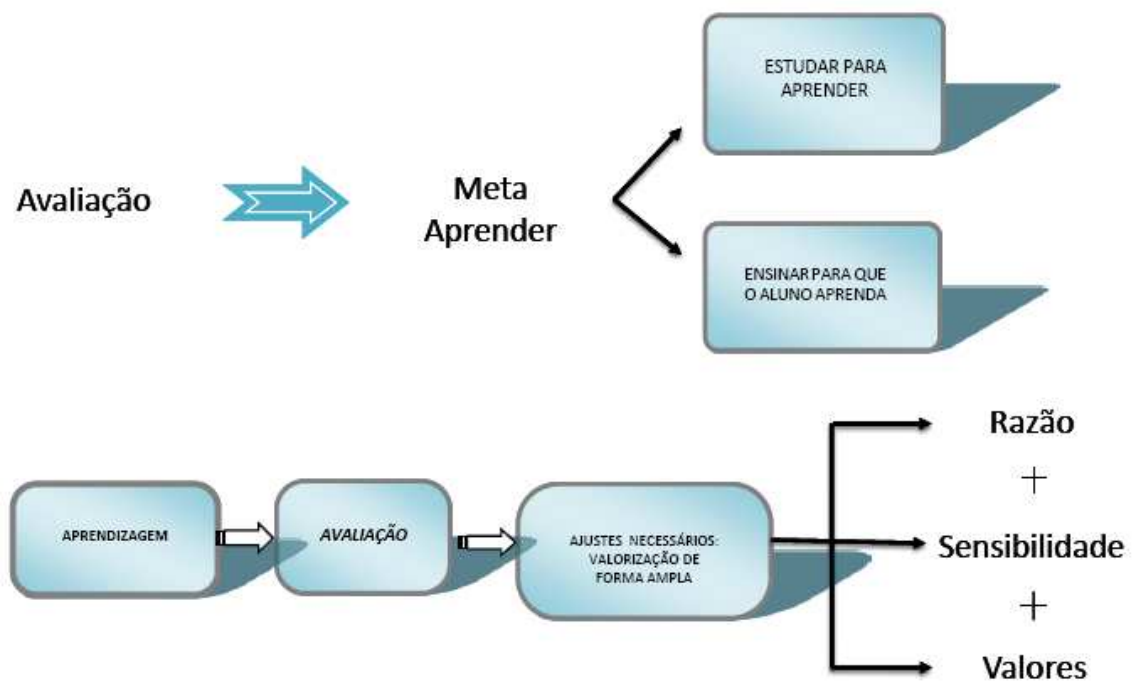 ESTUDAR PARA
APRENDER
Avaliação
Meta
Aprender
ENSINAR PARA QUE
O ALUNO APRENDA
Razão
+
APRENDIZAGEM
AVALIAÇÃO
AJUSTES NECESSÁRIOS:
VALORIZAÇÃO DE
FORMA AMPLA
Sensibilidade
+
Valores